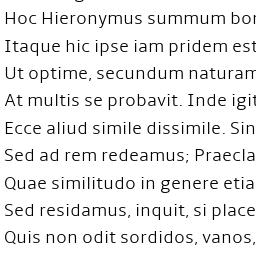 Hoc Hieronymus summum bor
Itaque hic ipse iam pridem est
Ut optime, secundum naturam
At multis se probavit. Inde igit
Ecce aliud simile dissimile. Sin
Sed ad rem redeamus; Praecla
Quae similitudo in genere etia
Sed residamus, inquit, si place
Quis non odit sordidos, vanos,